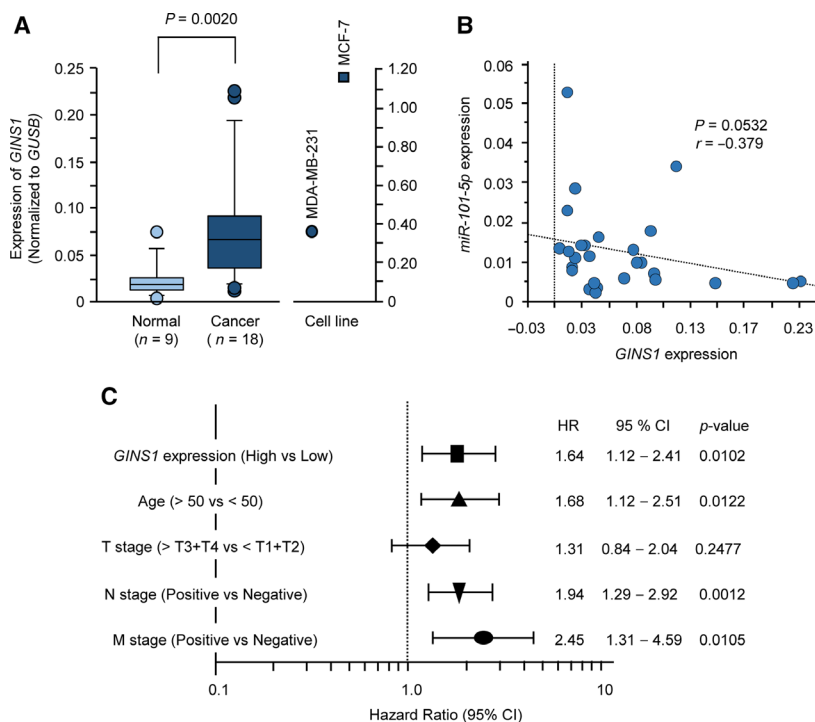 A
P = 0.0020
Expression of GINS1
(Normalized to GUSB)
0.25
0.20
0.15
0.10
0.05
0
MDA-MB-231
MCF-7
1.20
1.00
0.80
0.60
0.40
0.20
0
Normal
(n = 9)
Cancer
( n = 18)
Cell line
B
miR-101-5p expression
0.06
0.05
0.04
0.03
0.02
0.01
0
P = 0.0532
r = −0.379
−0.03 0.03 0.08 0.13 0.17 0.23
GINS1 expression
C
HR 95 % CI p-value
GINS1 expression (High vs Low) 1.64 1.12 − 2.41 0.0102
Age (> 50 vs < 50) 1.68 1.12 − 2.51 0.0122
T stage (> T3+T4 vs < T1+T2) 1.31 0.84 − 2.04 0.2477
N stage (Positive vs Negative) 1.94 1.29 − 2.92 0.0012
M stage (Positive vs Negative) 2.45 1.31 − 4.59 0.0105
0.1 1.0 10
Hazard Ratio (95% CI)